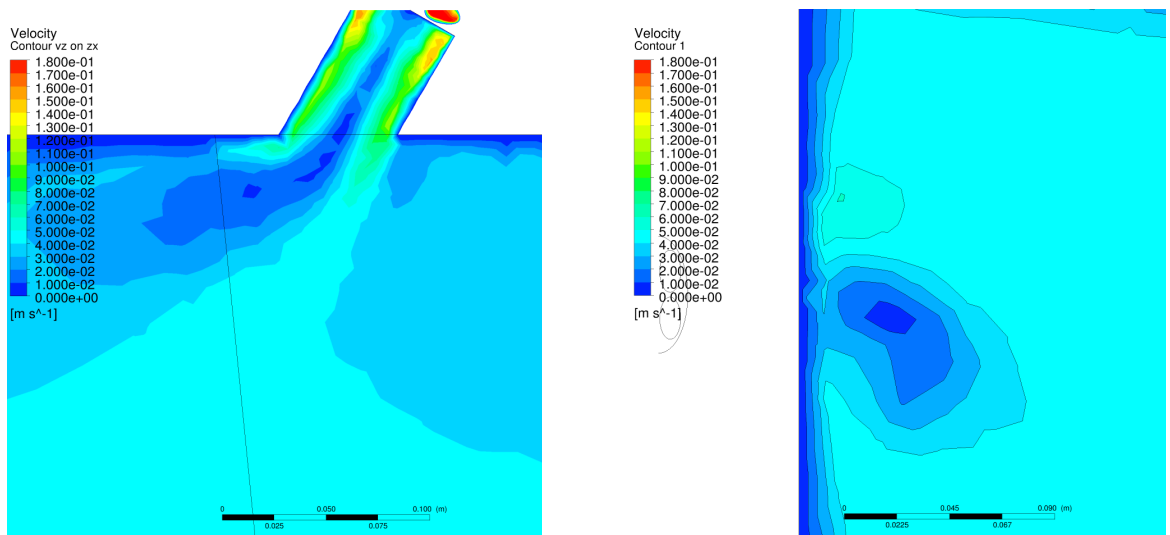 Velocity
Contour vz on zx
1.800e-01
1.700e-01
1.600e-01
1.500e-01
1.400e-01
1.300e-01
1.200e-01
1.100e-01
1.000e-01
9.000e-02
8.000e-02
7.000e-02
6.000e-02
5.000e-02
4.000e-02
3.000e-02
2.000e-02
1.000e-02
0.000e+00
[m s^-1]
0 0.050 0.100 (m)
0.025 0.075
Velocity
Contour 1
1.800e-01
1.700e-01
1.600e-01
1.500e-01
1.400e-01
1.300e-01
1.200e-01
1.100e-01
1.000e-01
9.000e-02
8.000e-02
7.000e-02
6.000e-02
5.000e-02
4.000e-02
3.000e-02
2.000e-02
1.000e-02
0.000e+00
[m s^-1]
0 0.045 0.090 (m)
0.0225 0.067